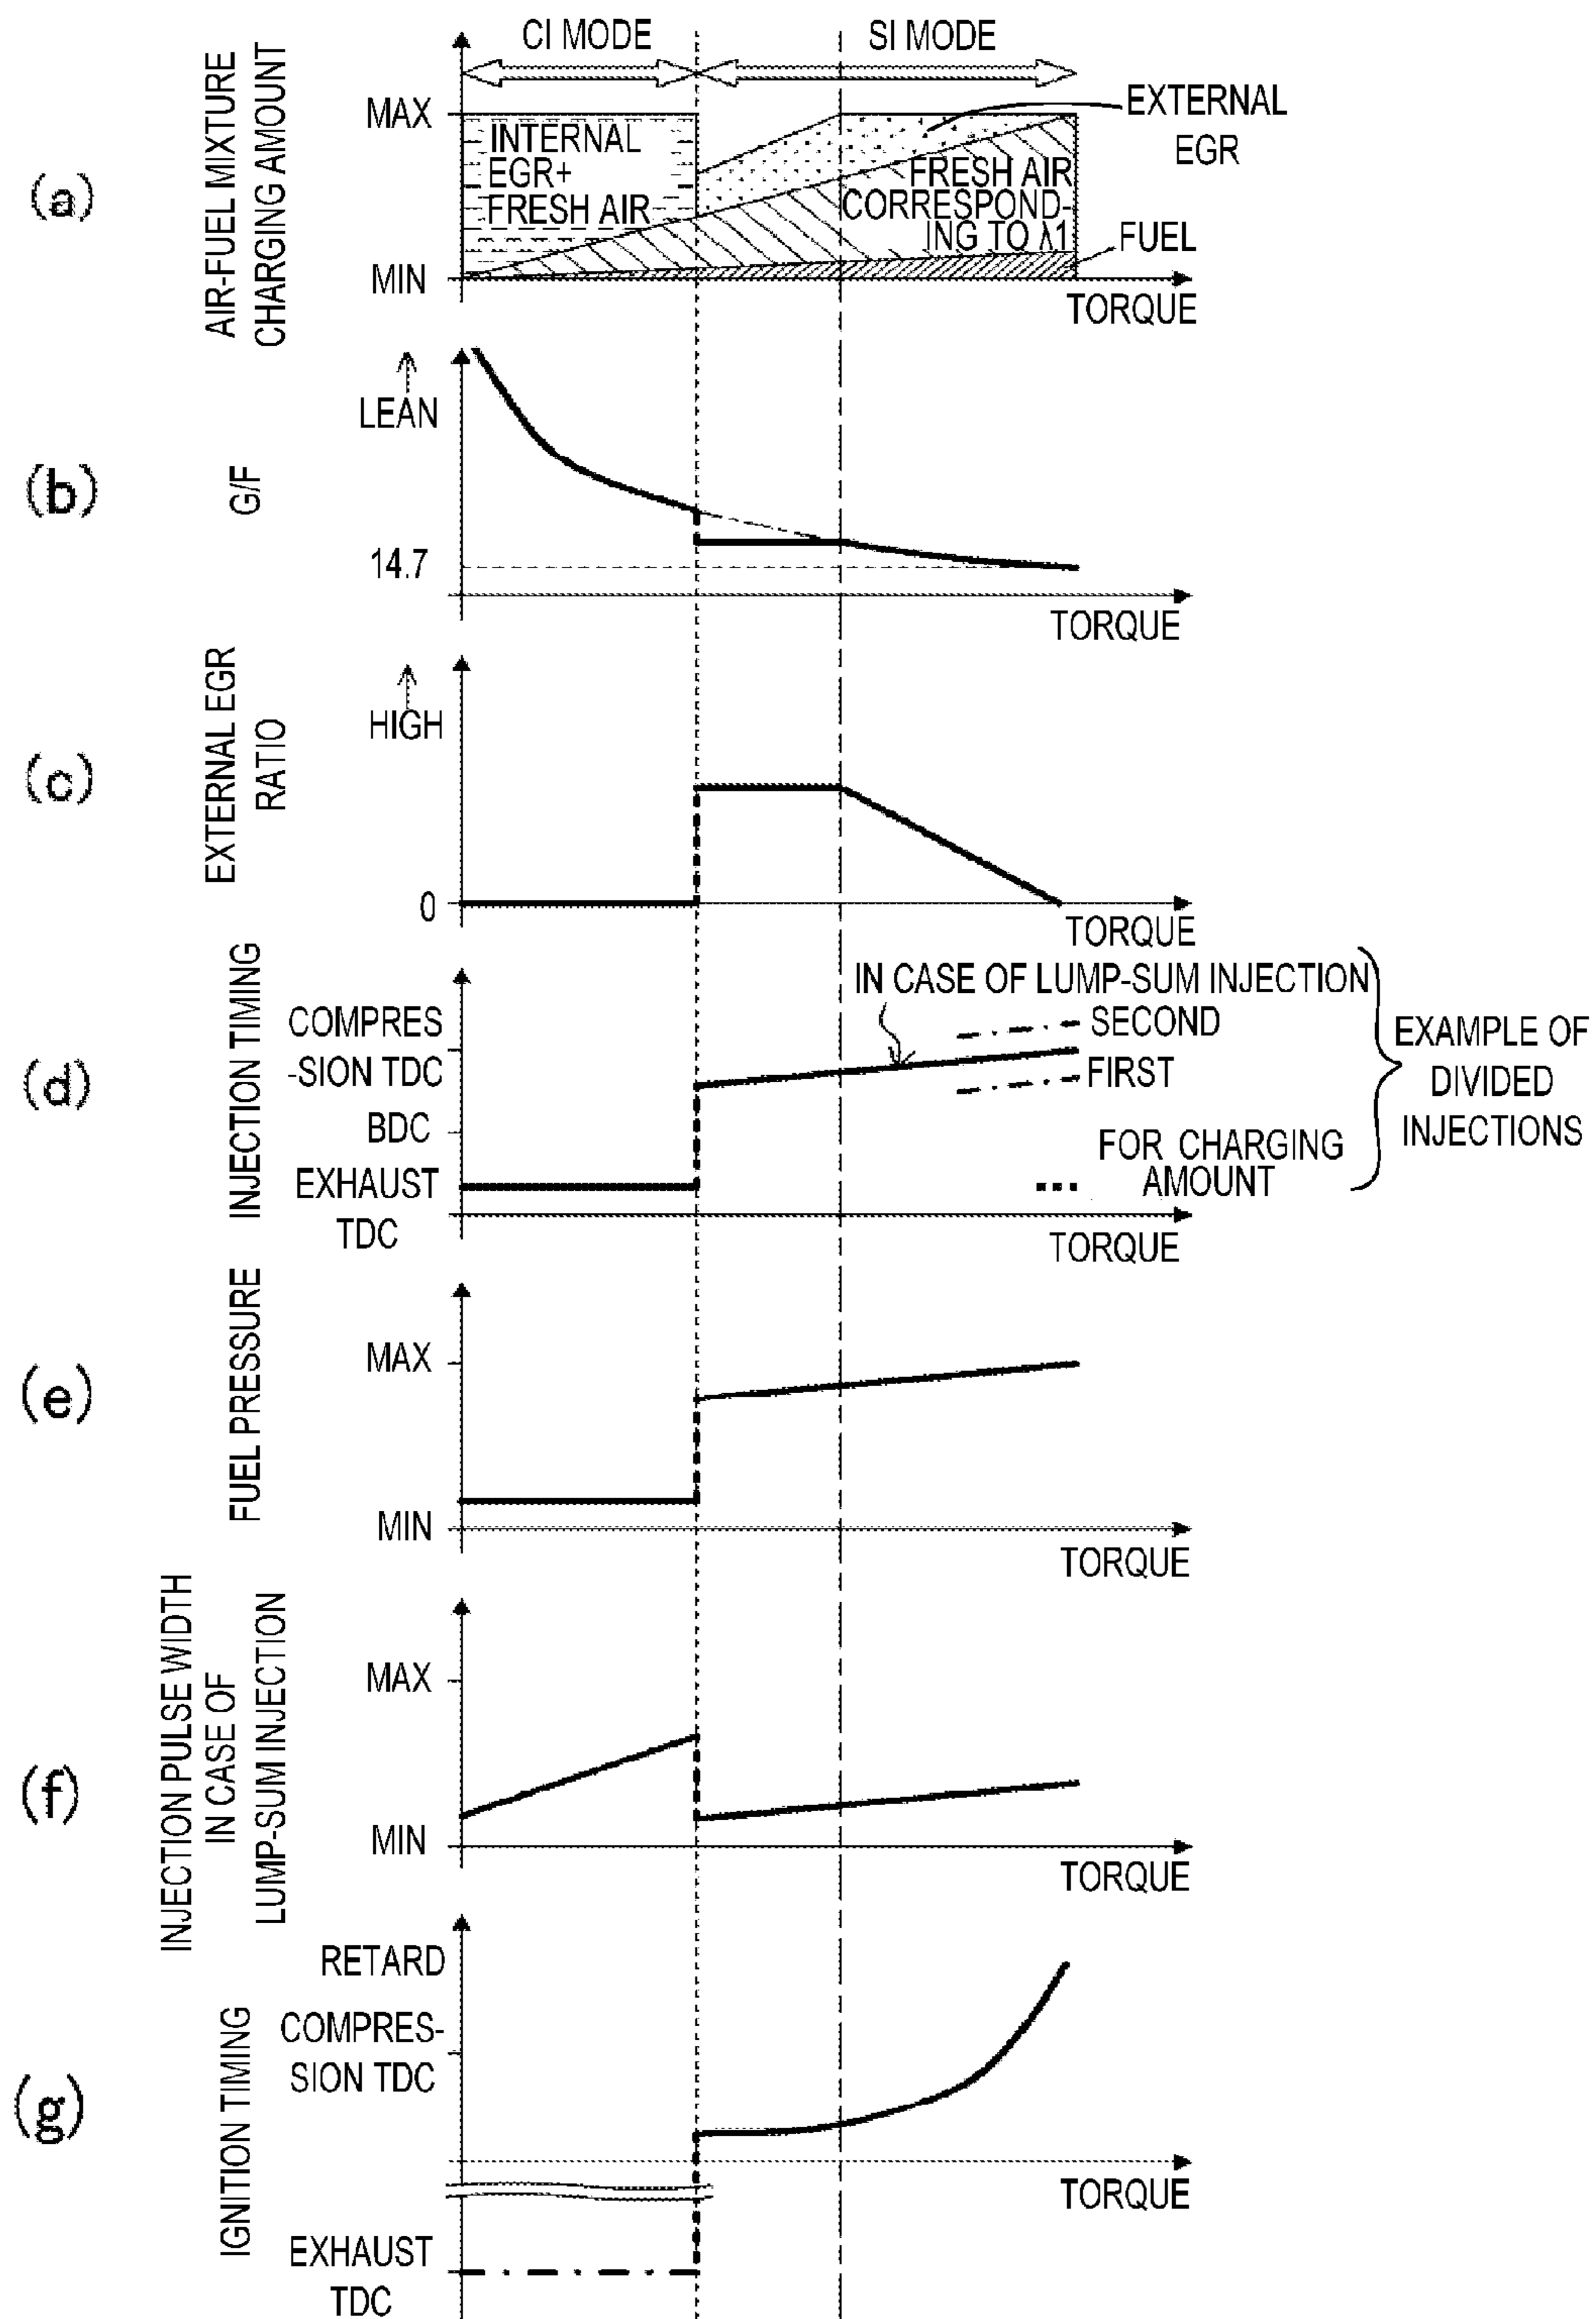 (a)
AIR-FUEL MIXTURE
CHARGING AMOUNT
CI MODE
SI MODE
MAX
INTERNAL
EGR+
FRESH AIR
EXTERNAL
EGR
FRESH AIR
CORRESPOND-
ING TO λ1
FUEL
MIN
TORQUE
(b)
G/F
LEAN
14.7
TORQUE
(c)
EXTERNAL EGR
RATIO
HIGH
0
TORQUE
(d)
INJECTION TIMING
COMPRES
-SION TDC
BDC
EXHAUST
TDC
IN CASE OF LUMP-SUM INJECTION
SECOND
FIRST
FOR CHARGING
AMOUNT
EXAMPLE OF
DIVIDED
INJECTIONS
TORQUE
(e)
FUEL PRESSURE
MAX
MIN
TORQUE
(f)
INJECTION PULSE WIDTH
IN CASE OF
LUMP-SUM INJECTION
MAX
MIN
TORQUE
(g)
IGNITION TIMING
RETARD
COMPRES-
SION TDC
TORQUE
EXHAUST
TDC